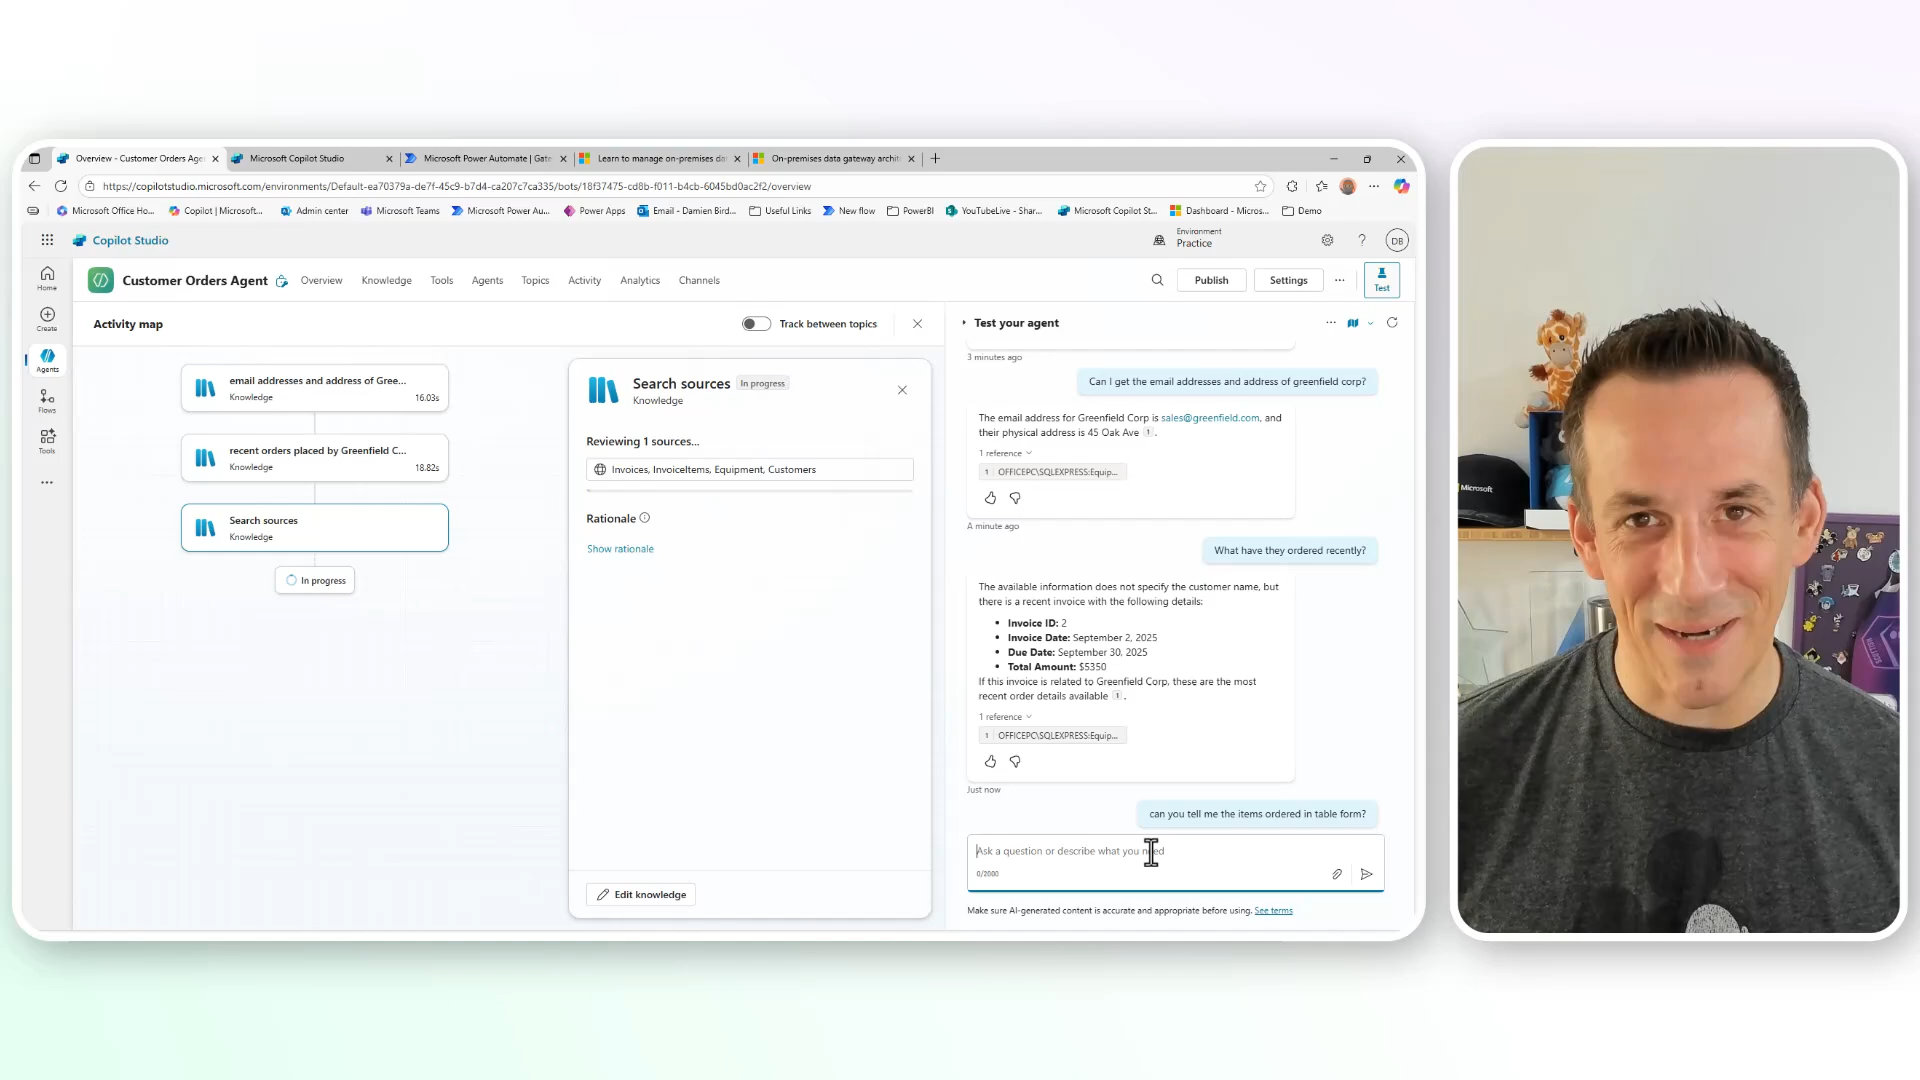 Overview - Customer Orders Age
Microsoft Copilot Studio
Microsoft Power Automate | Gate
Learn to manage on-premises da
On-premises data gateway archit
https://copilotstudio.microsoft.com/environments/Default-ea70379a-de7f-45c9-b7d4-ca207c7ca335/bots/18f37475-cd8b-f011-b4cb-6045bd0ac2f2/overview
Microsoft Office Ho...
Copilot | Microsoft...
Admin center
Microsoft Teams
Microsoft Power Au...
Power Apps
Email - Damien Bird...
Useful Links
New flow
PowerBI
YouTubeLive - Shar...
Microsoft Copilot St...
Dashboard - Micros...
Demo
Copilot Studio
Environment
Practice
DB
Home
Create
Agents
Flows
Tools
Customer Orders Agent
Overview
Knowledge
Tools
Agents
Topics
Activity
Analytics
Channels
Publish
Settings
Test
Activity map
Track between topics
email addresses and address of Gree...
Knowledge
16.03s
recent orders placed by Greenfield C...
Knowledge
18.82s
Search sources
Knowledge
In progress
Search sources
In progress
Knowledge
Reviewing 1 sources...
Invoices, InvoiceItems, Equipment, Customers
Rationale
Show rationale
Edit knowledge
Test your agent
3 minutes ago
Can I get the email addresses and address of greenfield corp?
The email address for Greenfield Corp is sales@greenfield.com, and
their physical address is 45 Oak Ave 1 .
1 reference
1 OFFICEPC\SQLEXPRESS:Equip...
A minute ago
What have they ordered recently?
The available information does not specify the customer name, but
there is a recent invoice with the following details:
• Invoice ID: 2
• Invoice Date: September 2, 2025
• Due Date: September 30, 2025
• Total Amount: $5350
If this invoice is related to Greenfield Corp, these are the most
recent order details available 1 .
1 reference
1 OFFICEPC\SQLEXPRESS:Equip...
Just now
can you tell me the items ordered in table form?
Ask a question or describe what you need
0/2000
Make sure AI-generated content is accurate and appropriate before using. See terms
Microsoft